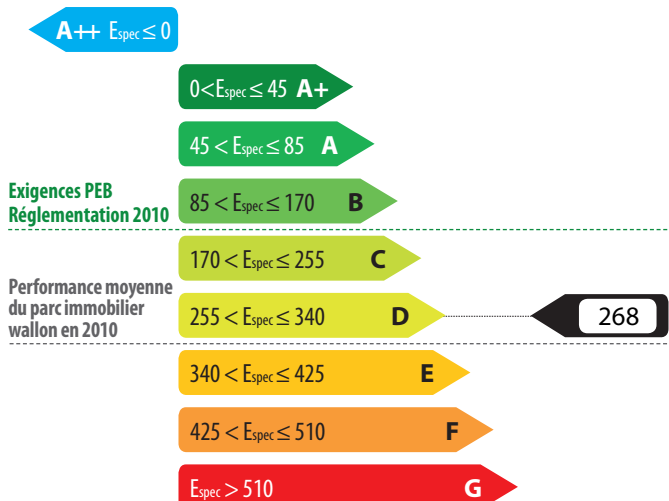 A++ Espec ≤ 0
0<Espec ≤ 45 A+
45 < Espec ≤ 85 A
Exigences PEB
Réglementation 2010
85 < Espec ≤ 170 B
170 < Espec ≤ 255 C
Performance moyenne
du parc immobilier
wallon en 2010
255 < Espec ≤ 340 D
268
340 < Espec ≤ 425 E
425 < Espec ≤ 510 F
Espec > 510 G